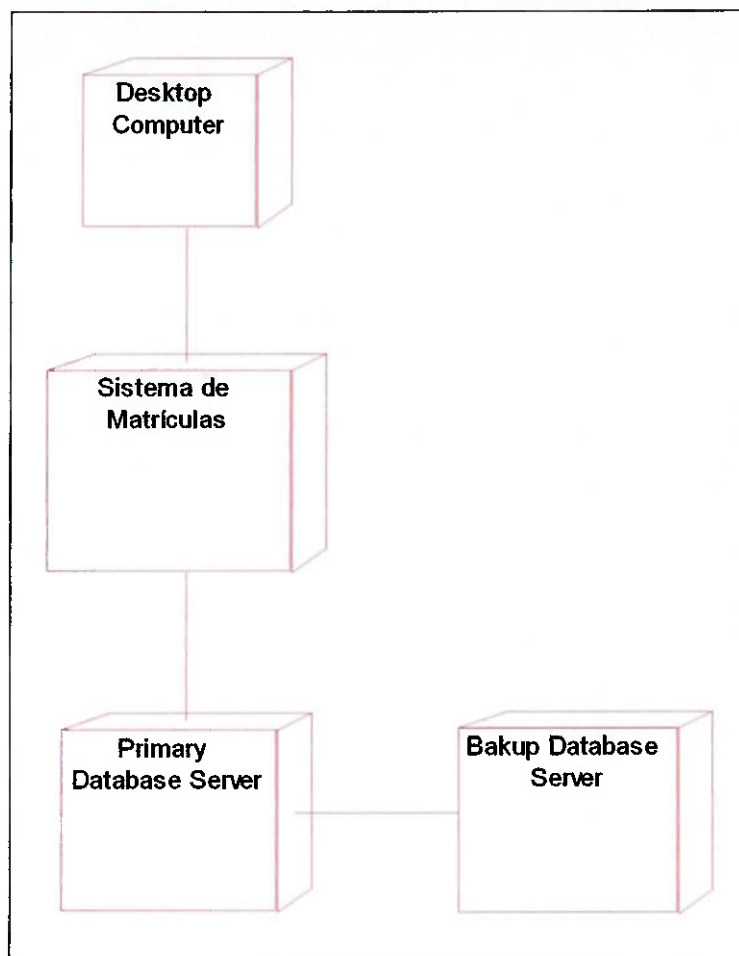 Desktop
Computer
Sistema de
Matrículas
Primary
Database Server
Bakup Database
Server